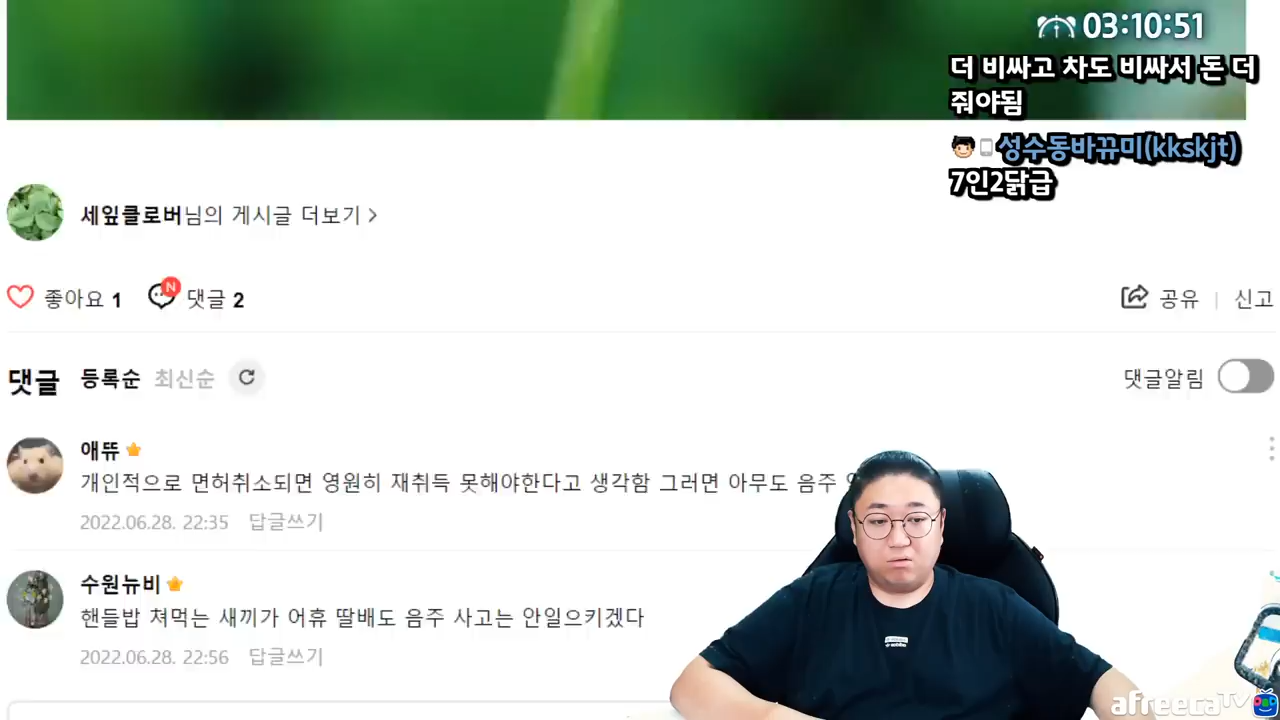 03:10:51
더 비싸고 차도 비싸서 돈 더
줘야됨
성수동바뀨미(kkskjt)
7인2닭급
세잎클로버님의 게시글 더보기 >
좋아요 1 N 댓글 2
공유 | 신고
댓글 등록순 최신순
댓글알림
애뜌
개인적으로 면허취소되면 영원히 재취득 못해야한다고 생각함 그러면 아무도 음주
2022.06.28. 22:35 답글쓰기
수원뉴비
핸들밥 쳐먹는 새끼가 어휴 딸배도 음주 사고는 안일으키겠다
2022.06.28. 22:56 답글쓰기
afreecaTV